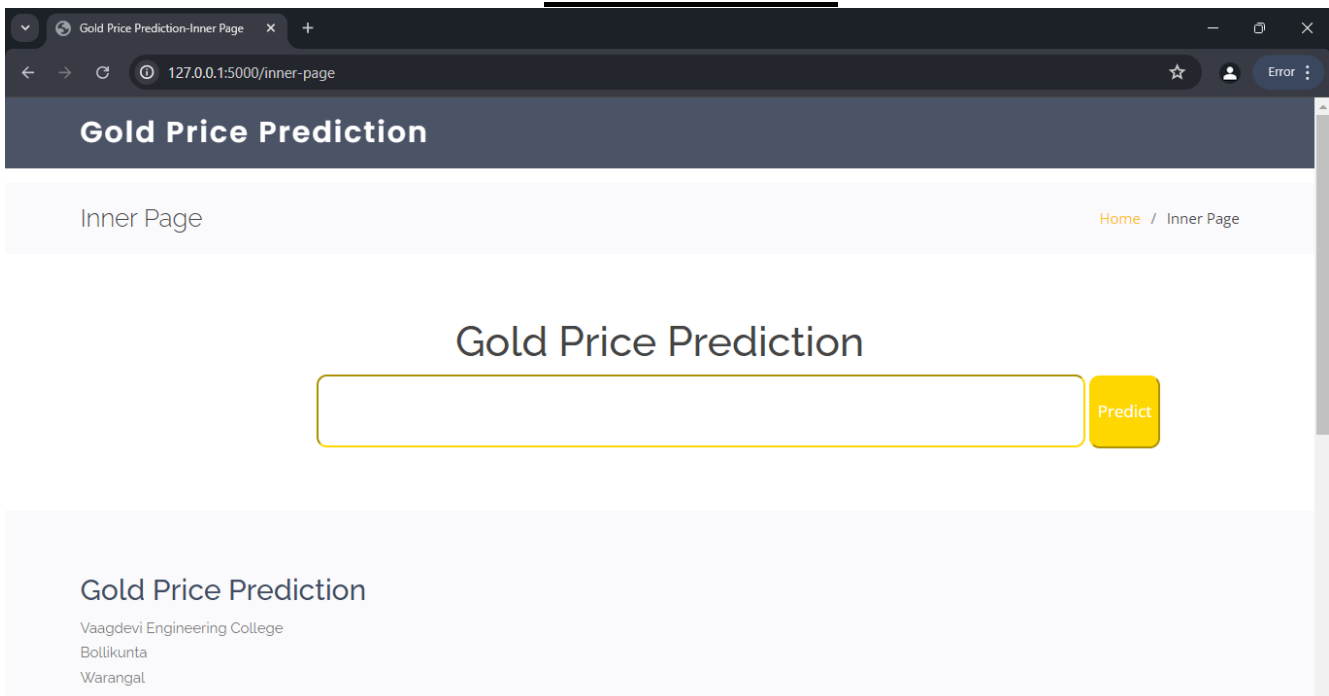 Gold Price Prediction-Inner Page
127.0.0.1:5000/inner-page
Error
Gold Price Prediction
Inner Page
Home / Inner Page
Gold Price Prediction
Predict
Gold Price Prediction
Vaagdevi Engineering College
Bollikunta
Warangal